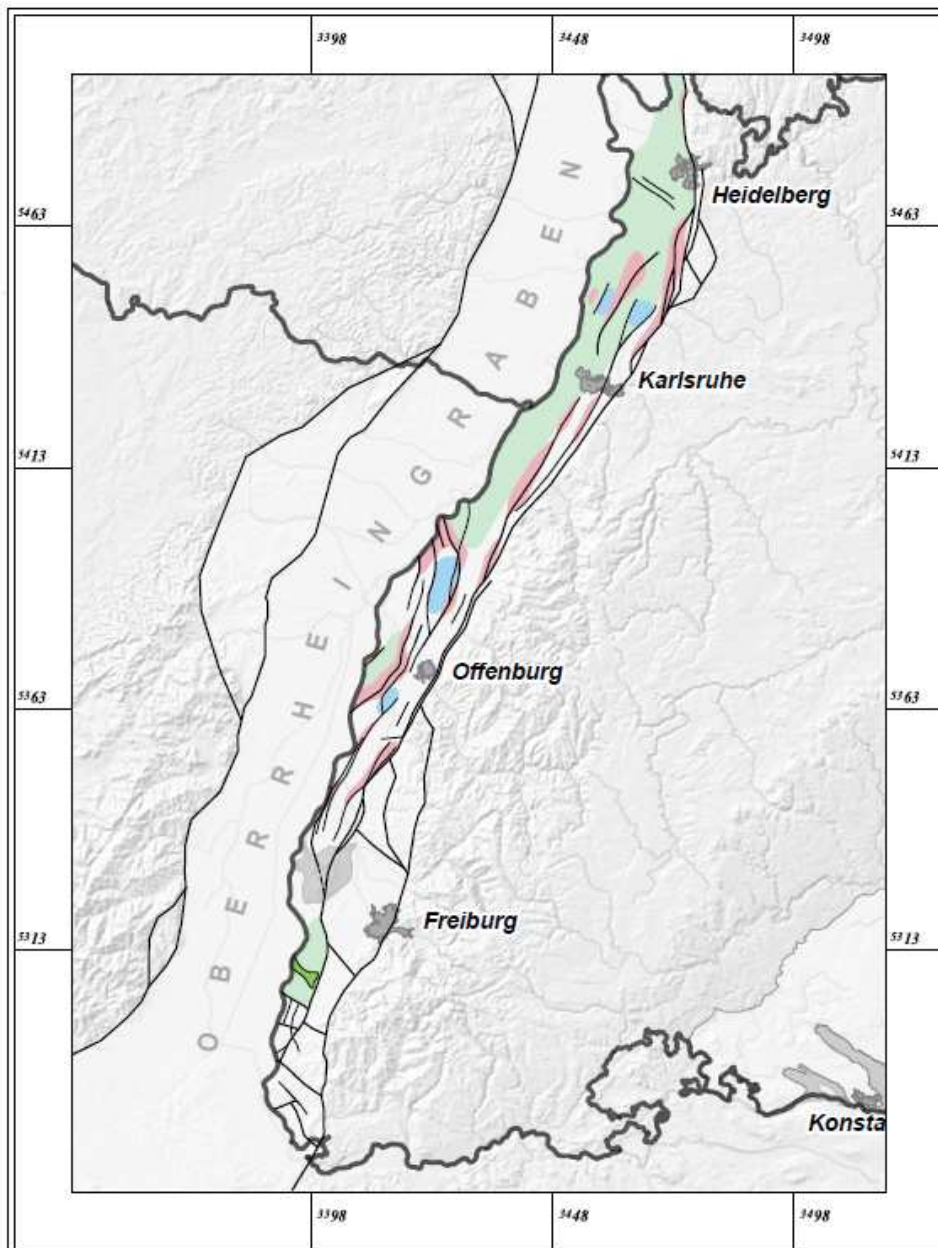 3398 3448 3498
Heidelberg
5463
Karlsruhe
5413
OBERRHEINGRABEN
Offenburg
5363
Freiburg
5313
Konsta
3398 3448 3498
5463
5413
5363
5313